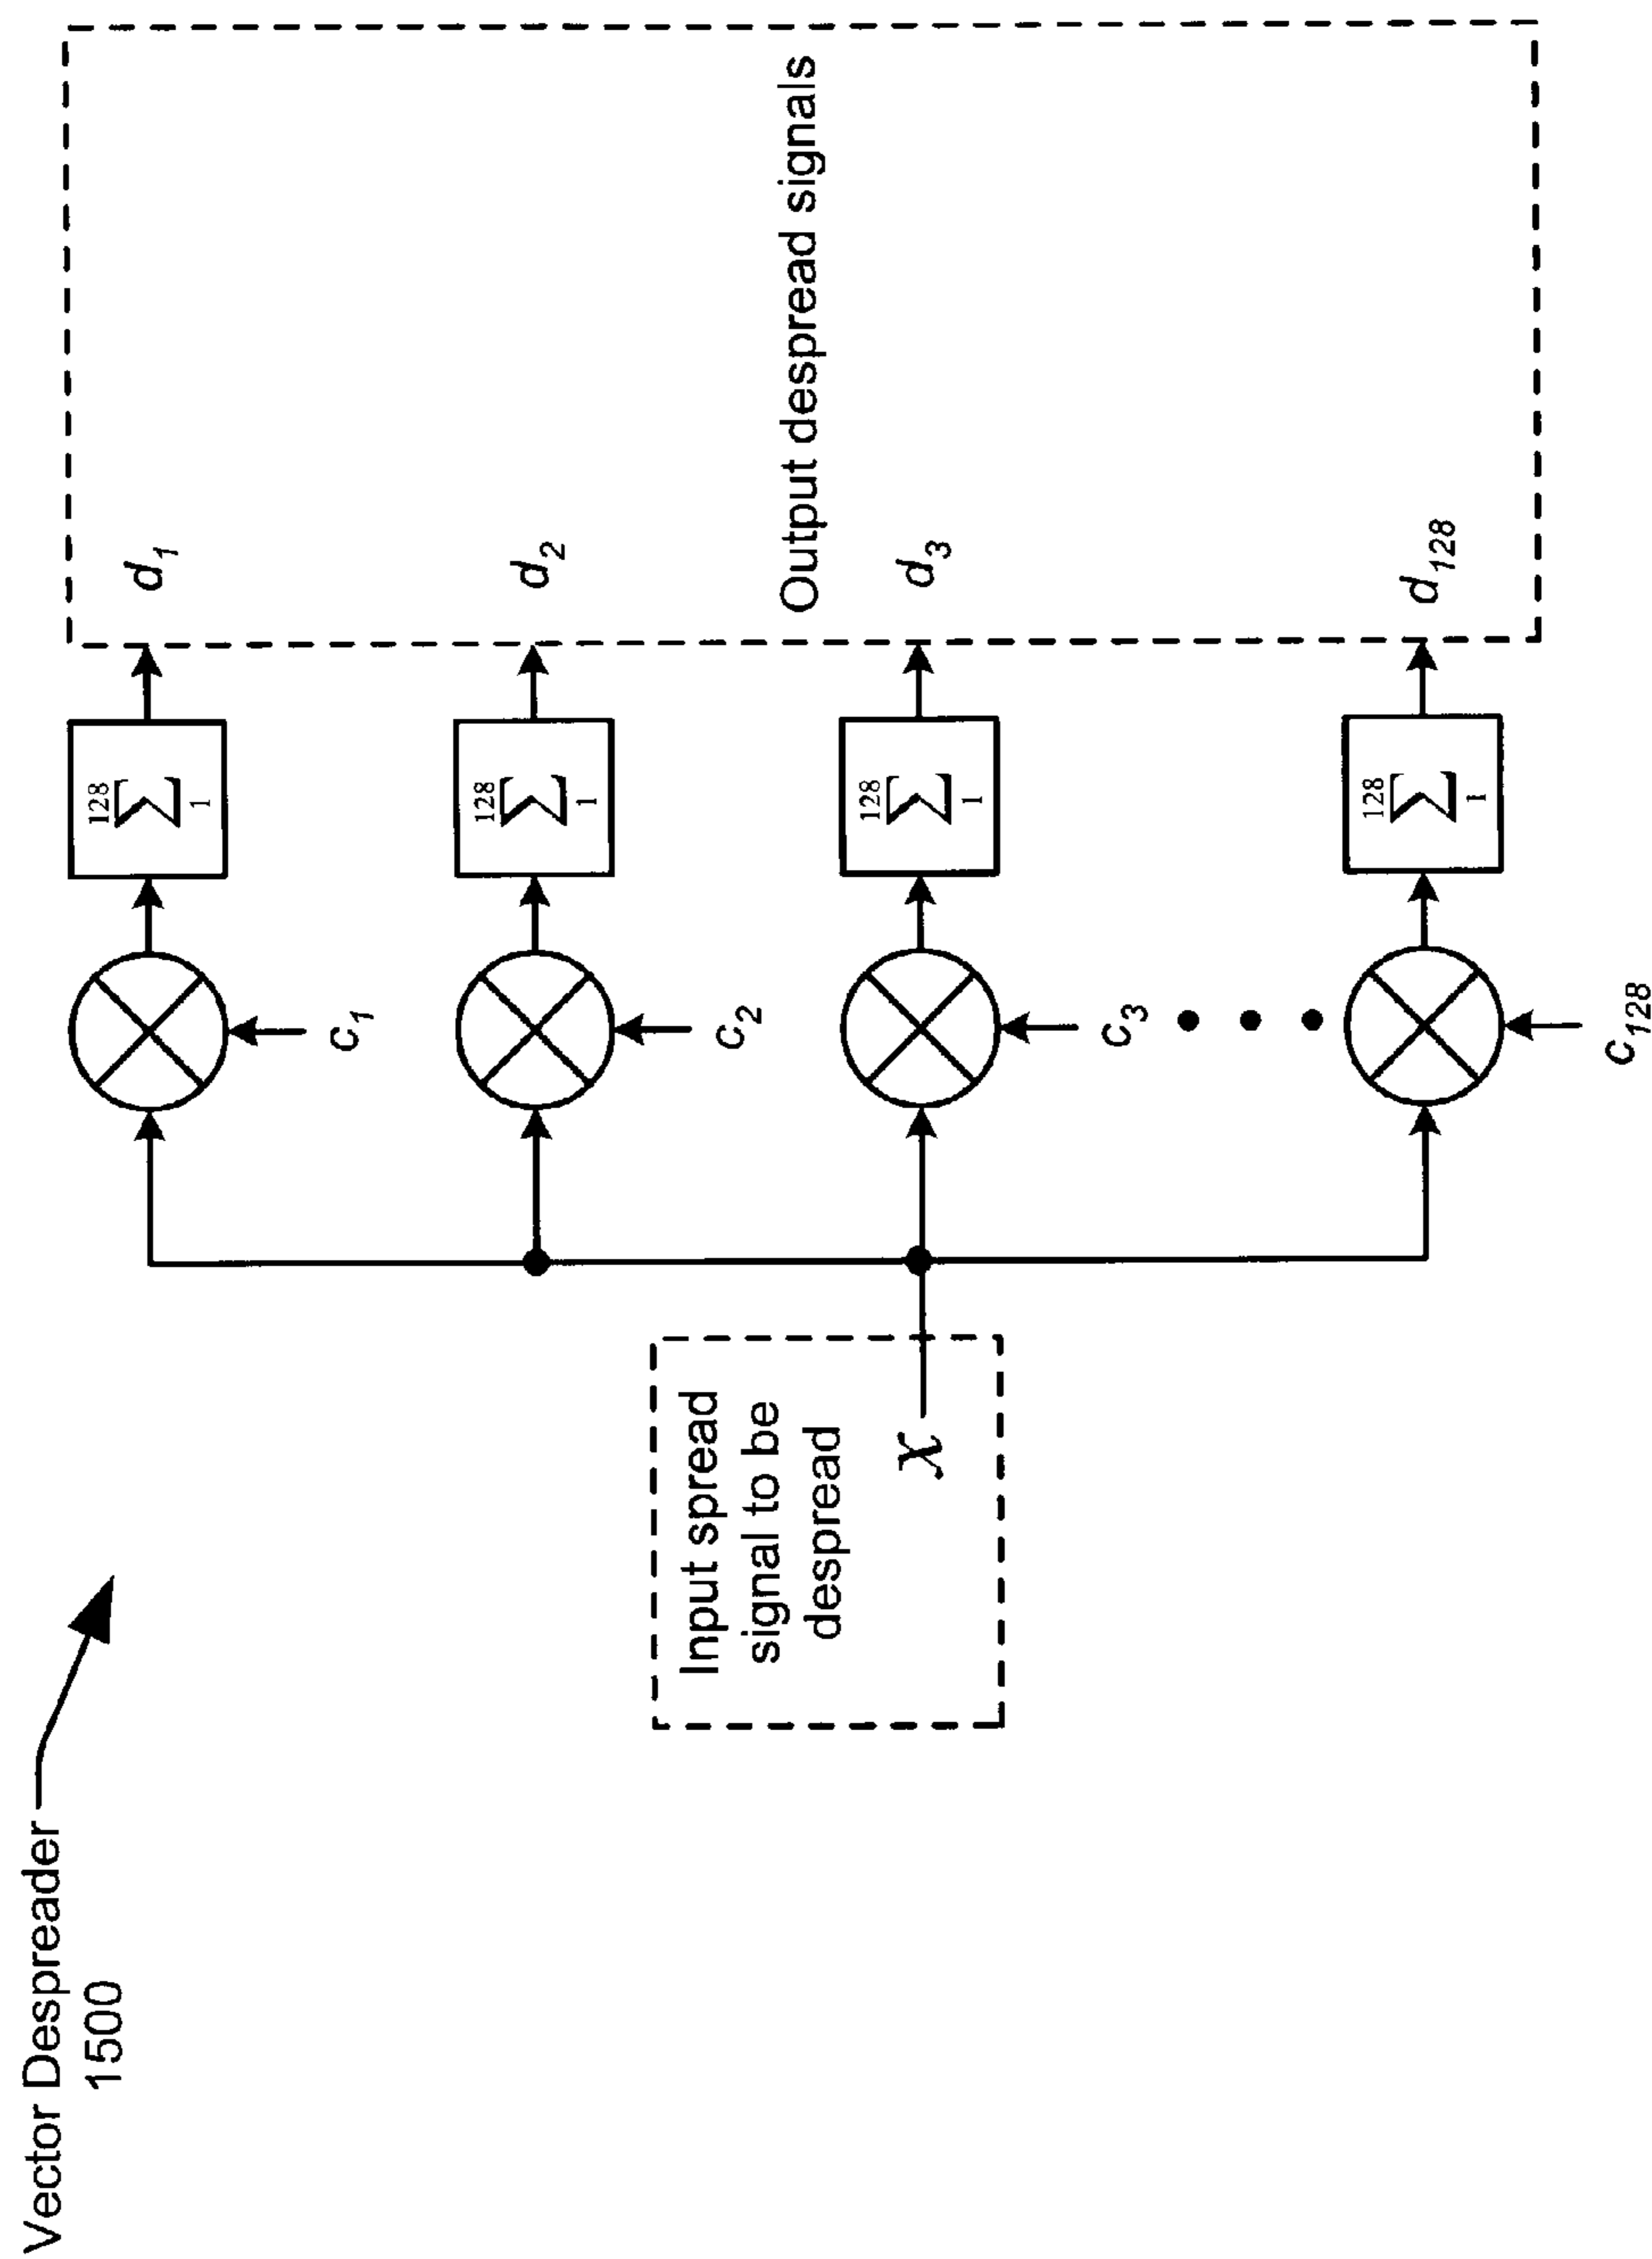 Vector Despreader
1500
Input spread
signal to be
despread
x
c1
c2
c3
c128
128
∑
1
128
∑
1
128
∑
1
128
∑
1
d1
d2
d3
d128
Output despread signals